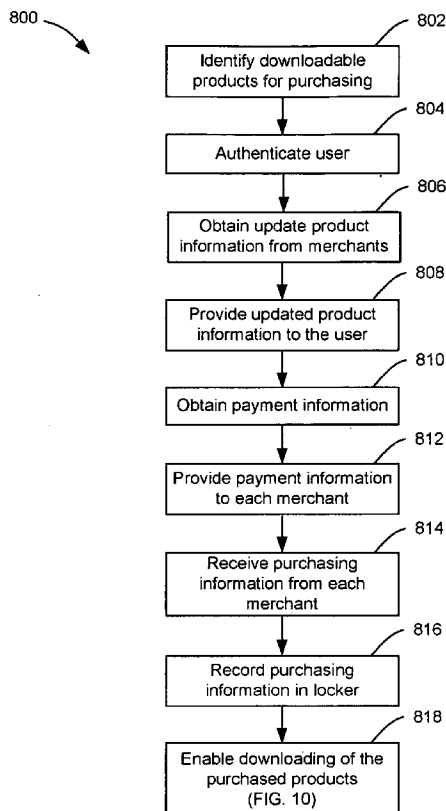 800
802
Identify downloadable
products for purchasing
804
Authenticate user
806
Obtain update product
information from merchants
808
Provide updated product
information to the user
810
Obtain payment information
812
Provide payment information
to each merchant
814
Receive purchasing
information from each
merchant
816
Record purchasing
information in locker
818
Enable downloading of the
purchased products
(FIG. 10)